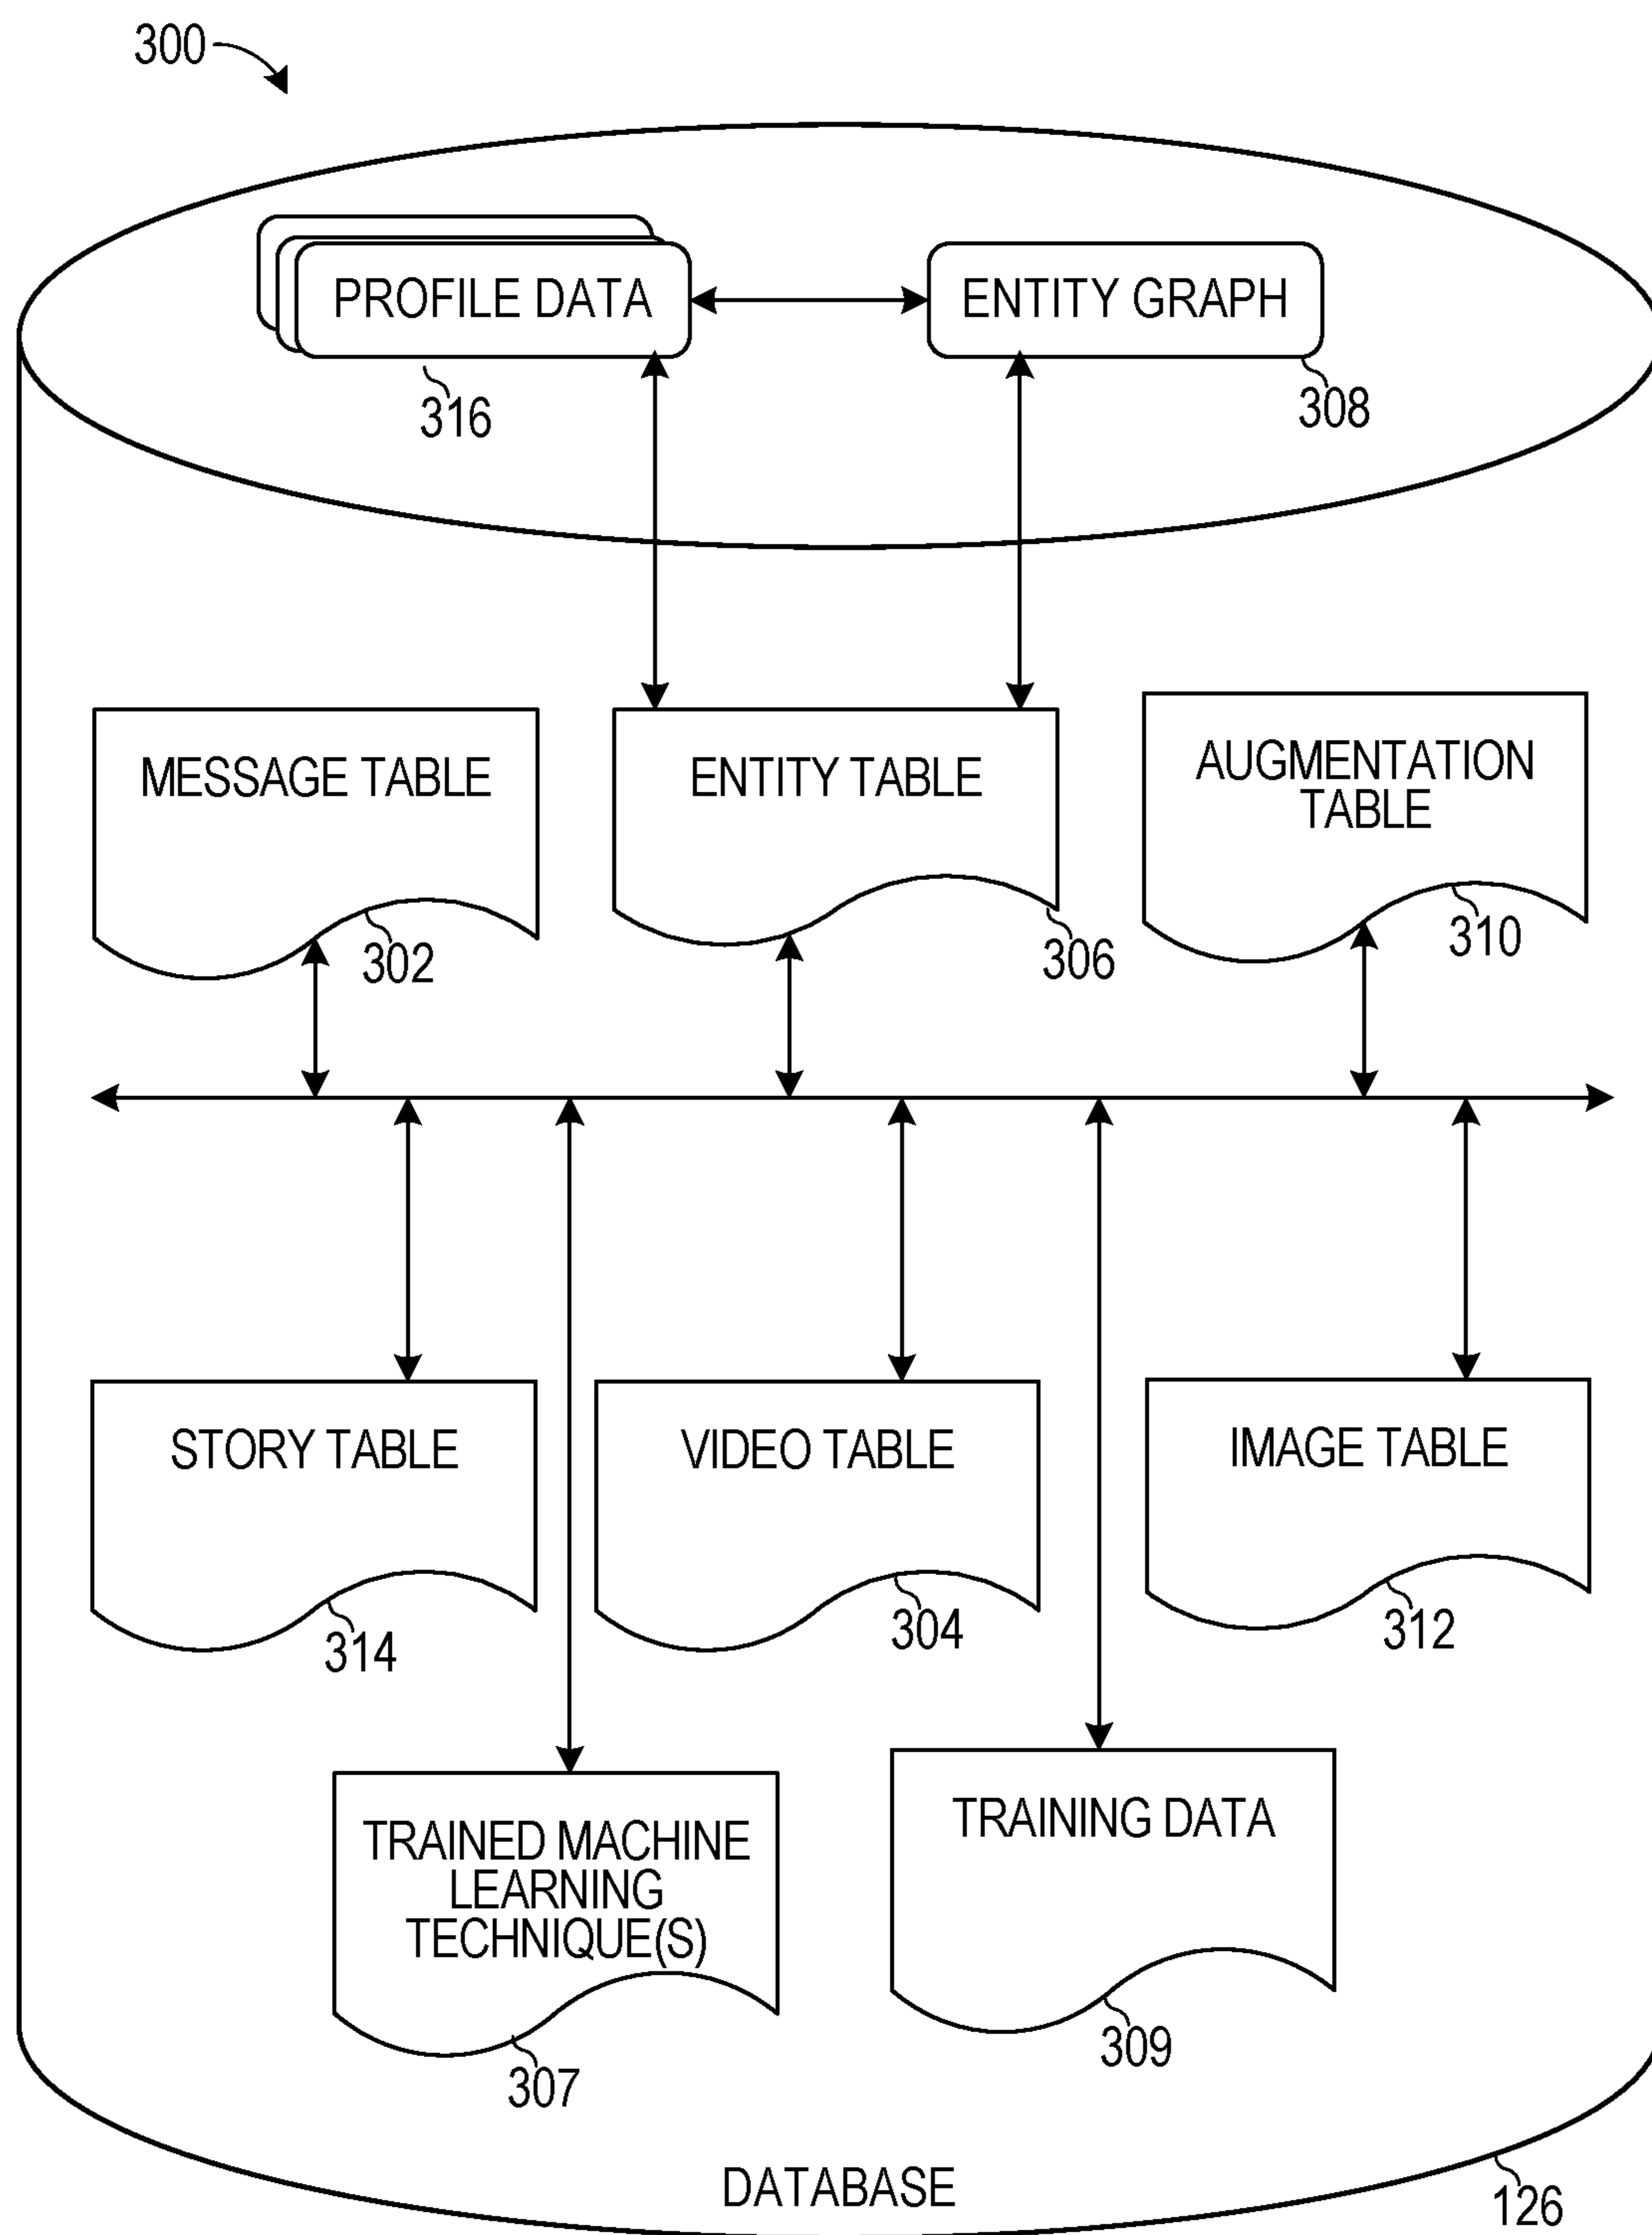 300
PROFILE DATA
ENTITY GRAPH
316
308
MESSAGE TABLE
ENTITY TABLE
AUGMENTATION
TABLE
302
306
310
STORY TABLE
VIDEO TABLE
IMAGE TABLE
314
304
312
TRAINED MACHINE
LEARNING
TECHNIQUE(S)
TRAINING DATA
307
309
DATABASE
126